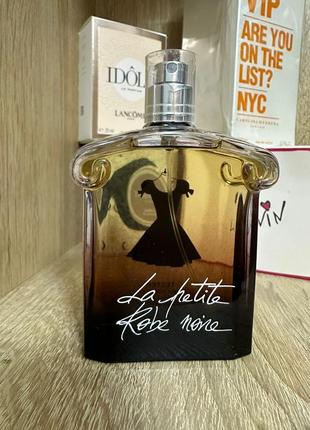 IDÔL
LANCÔME
VIP
ARE YOU
ON THE
LIST?
NYC
La petite
Robe noire